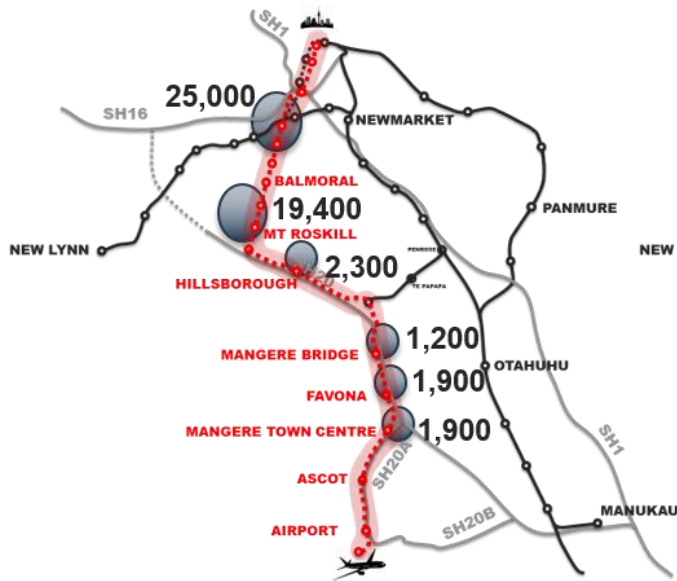 SH1
25,000
SH16
NEWMARKET
BALMORAL
19,400
PANMURE
MT ROSKILL
NEW LYNN
NEW
PENROSE
SH20
2,300
HILLSBOROUGH
TE PAPAPA
1,200
MANGERE BRIDGE
OTAHUHU
1,900
FAVONA
MANGERE TOWN CENTRE
1,900
SH1
SH20A
ASCOT
MANUKAU
SH20B
AIRPORT